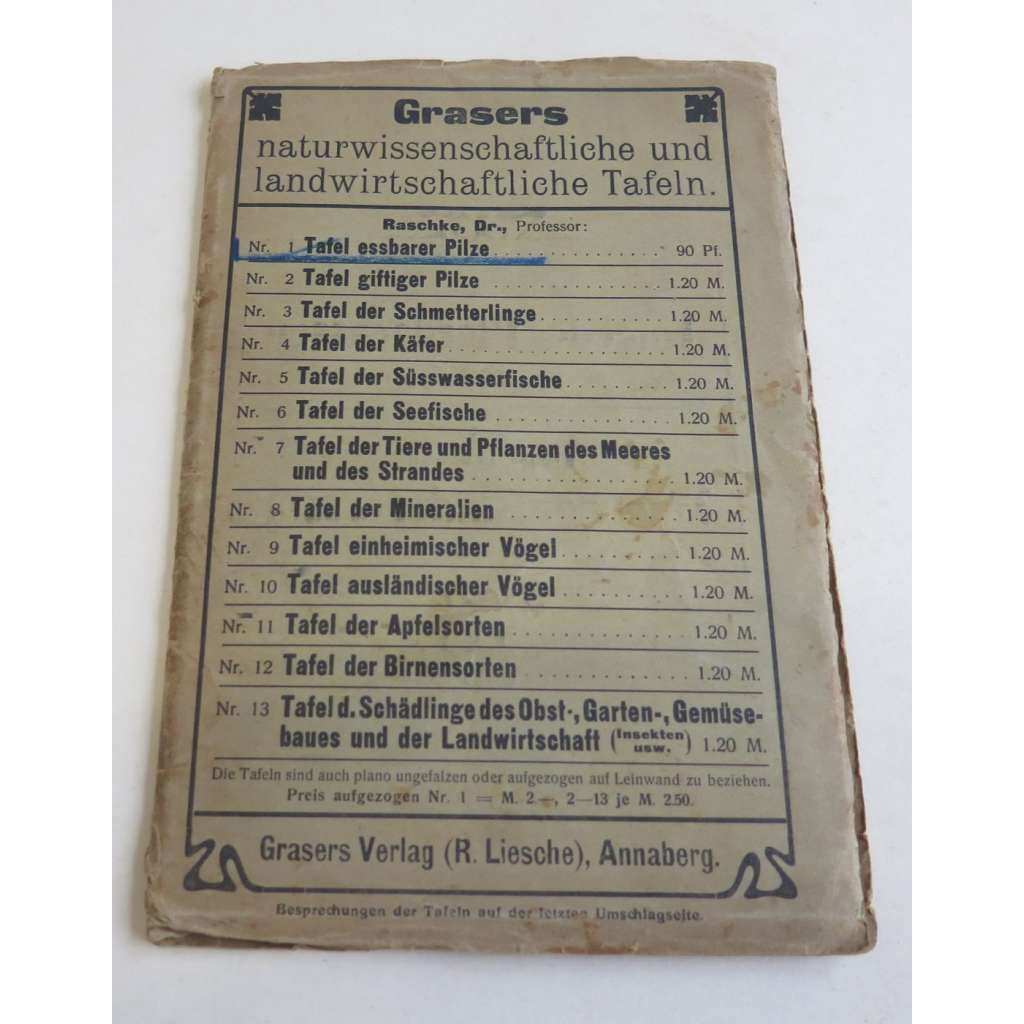 Grasers
naturwissenschaftliche und
landwirtschaftliche Tafeln.
Raschke, Dr., Professor:
Nr. 1 Tafel essbarer Pilze . . . . . . . . . . . . . . . 90 Pf.
Nr. 2 Tafel giftiger Pilze . . . . . . . . . . . . . . . 1.20 M.
Nr. 3 Tafel der Schmetterlinge . . . . . . . . . . . 1.20 M.
Nr. 4 Tafel der Käfer . . . . . . . . . . . . . . . . . 1.20 M.
Nr. 5 Tafel der Süsswasserfische . . . . . . . . . 1.20 M.
Nr. 6 Tafel der Seefische . . . . . . . . . . . . . . 1.20 M.
Nr. 7 Tafel der Tiere und Pflanzen des Meeres
und des Strandes . . . . . . . . . . . . . . . . 1.20 M.
Nr. 8 Tafel der Mineralien . . . . . . . . . . . . . 1.20 M.
Nr. 9 Tafel einheimischer Vögel . . . . . . . . . . 1.20 M.
Nr. 10 Tafel ausländischer Vögel . . . . . . . . . . 1.20 M.
Nr. 11 Tafel der Apfelsorten . . . . . . . . . . . . . 1.20 M.
Nr. 12 Tafel der Birnensorten . . . . . . . . . . . . 1.20 M.
Nr. 13 Tafel d. Schädlinge des Obst-, Garten-, Gemüse-
baues und der Landwirtschaft (Insekten usw.) 1.20 M.
Die Tafeln sind auch plano ungefalzen oder aufgezogen auf Leinwand zu beziehen.
Preis aufgezogen Nr. 1 = M. 2.—, 2—13 je M. 2.50.
Grasers Verlag (R. Liesche), Annaberg.
Besprechungen der Tafeln auf der letzten Umschlagseite.